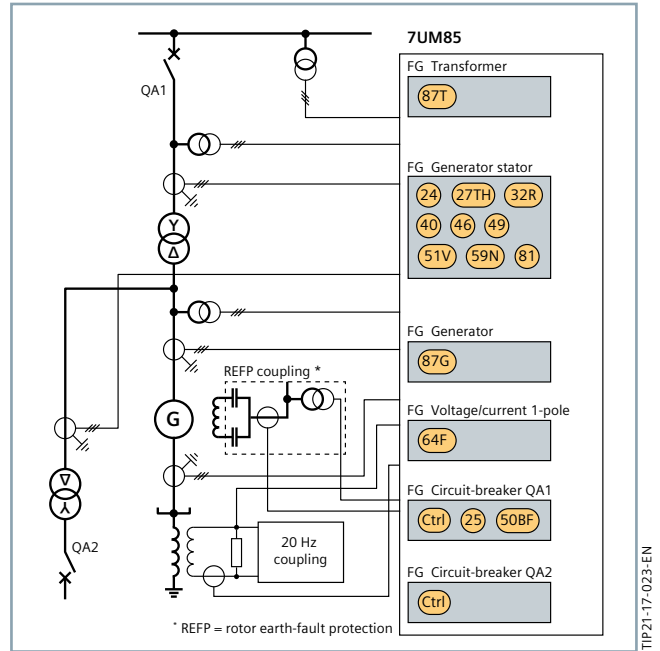 7UM85
FG Transformer
87T
QA1
FG Generator stator
24 27TH 32R
40 46 49
51V 59N 81
Y
Δ
FG Generator
87G
REFP coupling *
G
FG Voltage/current 1-pole
64F
FG Circuit-breaker QA1
Ctrl 25 50BF
Δ
Y
QA2
20 Hz
coupling
FG Circuit-breaker QA2
Ctrl
* REFP = rotor earth-fault protection
TIP21-17-023-EN